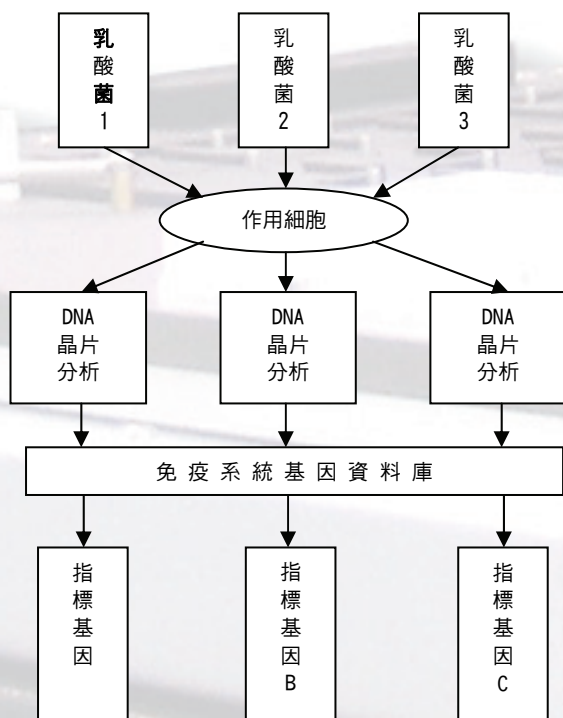 乳酸菌1
乳酸菌2
乳酸菌3
作用細胞
DNA
晶片
分析
DNA
晶片
分析
DNA
晶片
分析
免疫系統基因資料庫
指標基因
指標基因B
指標基因C